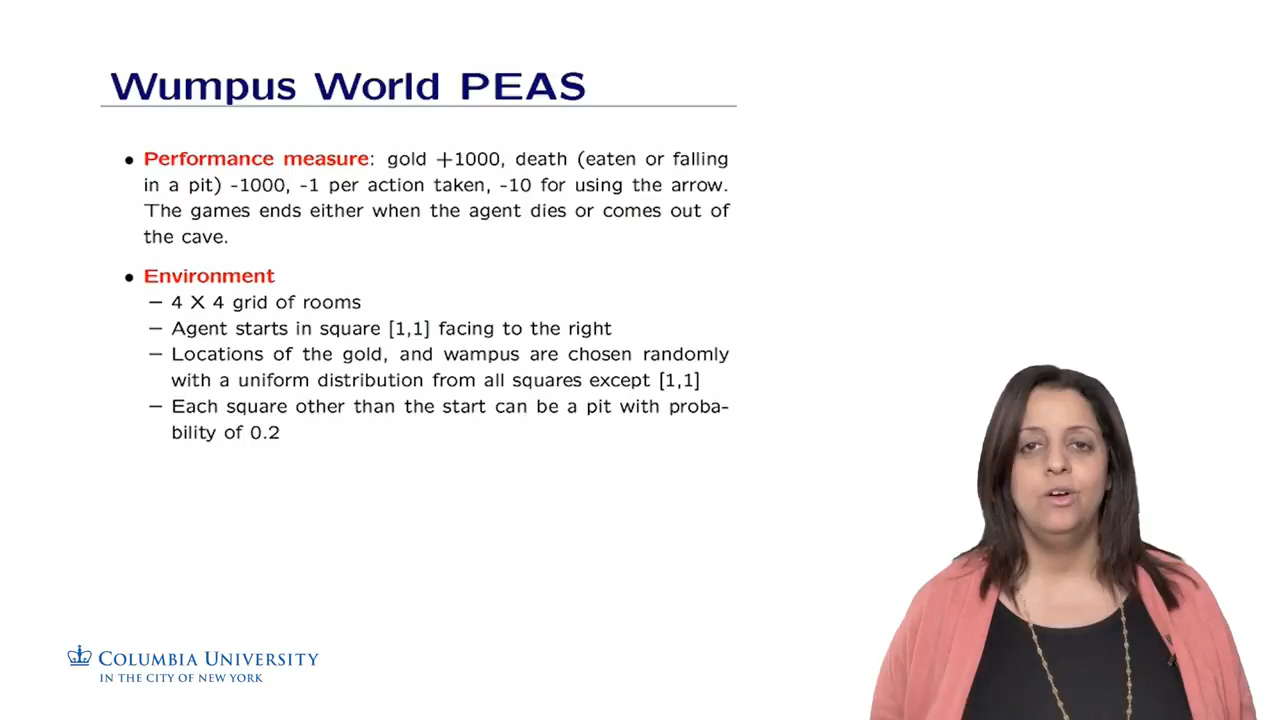 Wumpus World PEAS
• Performance measure: gold +1000, death (eaten or falling
in a pit) -1000, -1 per action taken, -10 for using the arrow.
The games ends either when the agent dies or comes out of
the cave.
• Environment
– 4 X 4 grid of rooms
– Agent starts in square [1,1] facing to the right
– Locations of the gold, and wampus are chosen randomly
with a uniform distribution from all squares except [1,1]
– Each square other than the start can be a pit with proba-
bility of 0.2
COLUMBIA UNIVERSITY
IN THE CITY OF NEW YORK